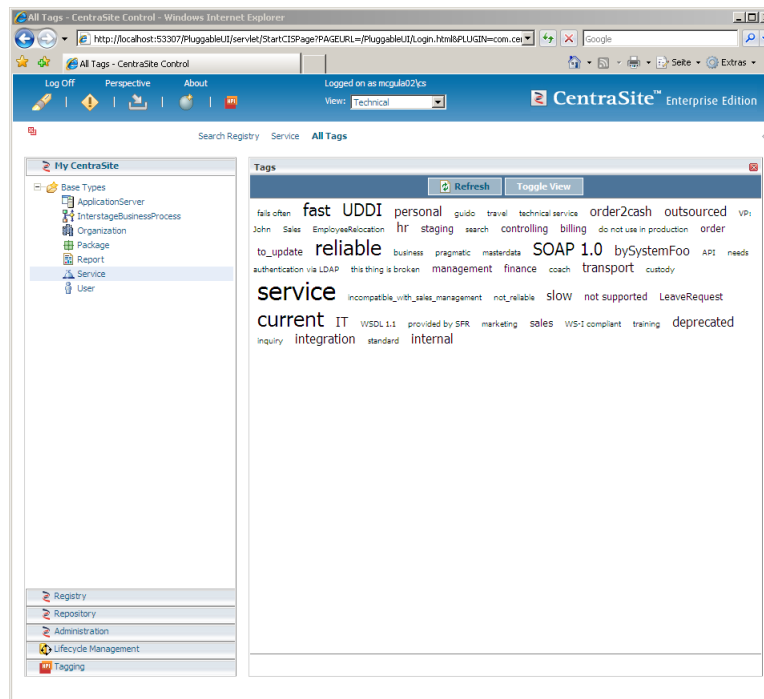 All Tags - CentraSite Control - Windows Internet Explorer
http://localhost:53307/PluggableUI/servlet/StartCISPage?PAGEURL=/PluggableUI/Login.html&PLUGIN=com.cen
Google
All Tags - CentraSite Control
Seite
Extras
Log Off Perspective About Logged on as mcgula02\cs
View: Technical
CentraSite™ Enterprise Edition
Search Registry Service All Tags
My CentraSite
Base Types
ApplicationServer
InterstageBusinessProcess
Organization
Package
Report
Service
User
Registry
Repository
Administration
Lifecycle Management
Tagging
Tags
Refresh Toggle View
fails often fast UDDI personal guido travel technical service order2cash outsourced VP:
John Sales EmployeeRelocation hr staging search controlling billing do not use in production order
to_update reliable business pragmatic masterdata SOAP 1.0 bySystemFoo API needs
authentication via LDAP this thing is broken management finance coach transport custody
service incompatible_with_sales_management not_reliable slow not supported LeaveRequest
current IT WSDL 1.1 provided by SFR marketing sales WS-I compliant training deprecated
inquiry integration standard internal